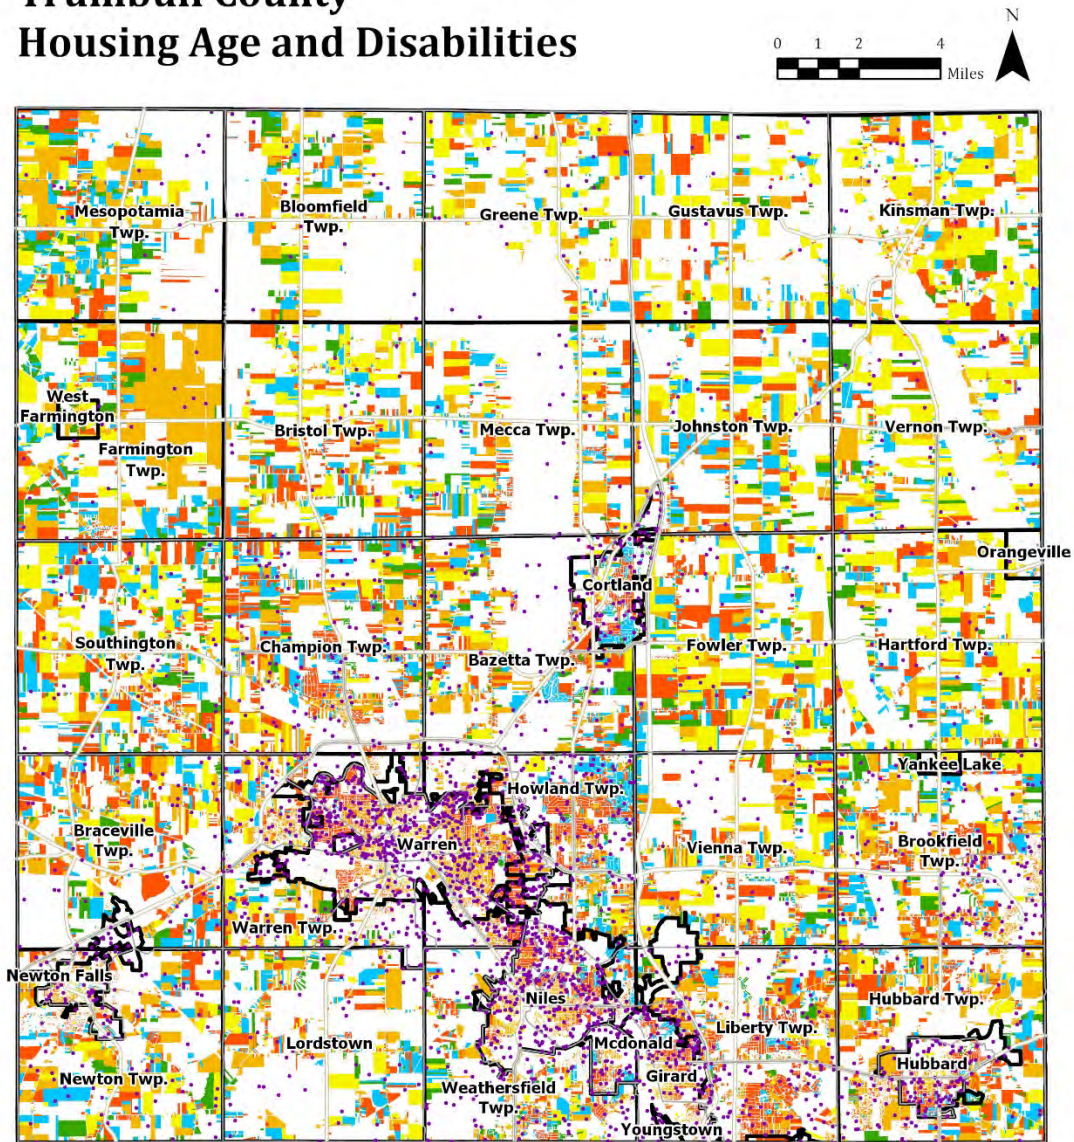 Trumbull County
Housing Age and Disabilities
N
0 1 2 4
Miles
Mesopotamia
Twp.
Bloomfield
Twp.
Greene Twp.
Gustavus Twp.
Kinsman Twp.
West
Farmington
Farmington
Twp.
Bristol Twp.
Mecca Twp.
Johnston Twp.
Vernon Twp.
Orangeville
Cortland
Southington
Twp.
Champion Twp.
Bazetta Twp.
Fowler Twp.
Hartford Twp.
Yankee Lake
Howland Twp.
Braceville
Twp.
Warren
Vienna Twp.
Brookfield
Twp.
Warren Twp.
Newton Falls
Niles
Hubbard Twp.
Liberty Twp.
Lordstown
Mcdonald
Hubbard
Girard
Newton Twp.
Weathersfield
Twp.
Youngstown